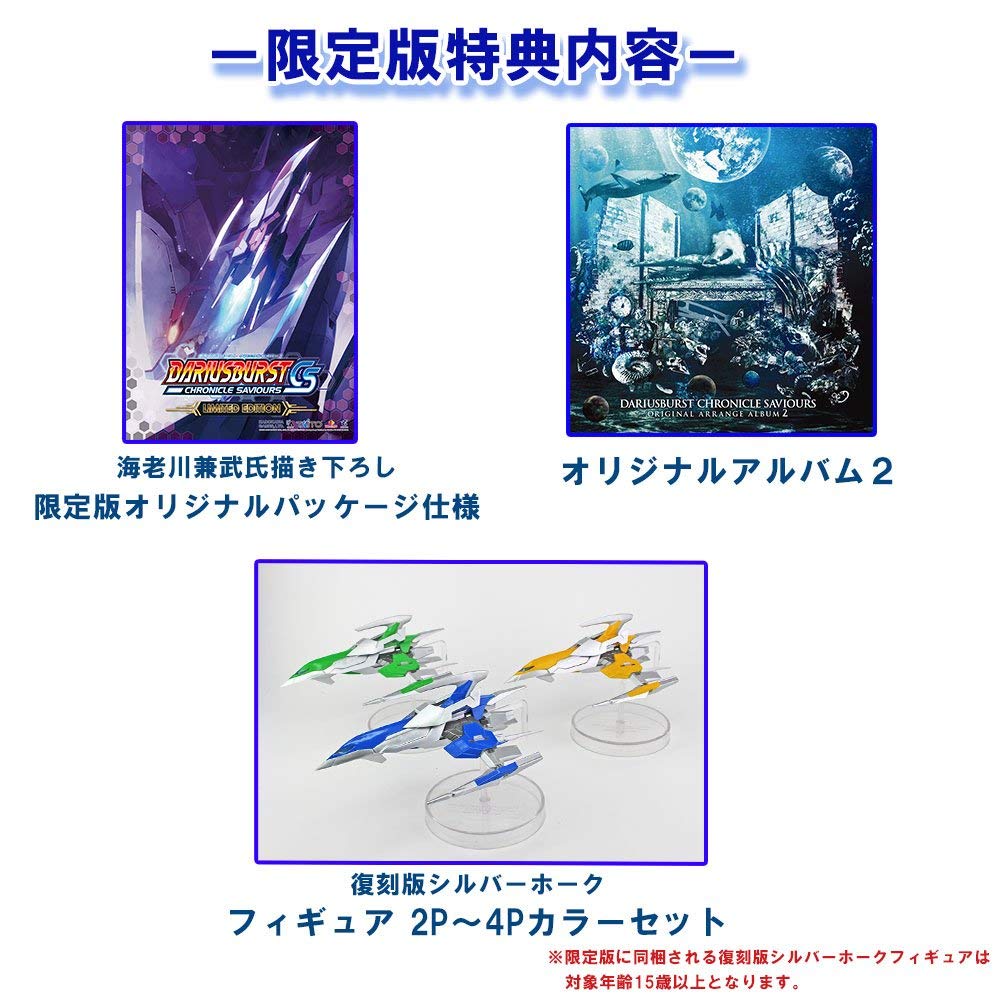 －限定版特典内容－
DARIUSBURST CS
CHRONICLE SAVIOURS
LIMITED EDITION
海老川兼武氏描き下ろし
限定版オリジナルパッケージ仕様
DARIUSBURST CHRONICLE SAVIOURS
ORIGINAL ARRANGE ALBUM 2
オリジナルアルバム２
復刻版シルバーホーク
フィギュア 2P～4Pカラーセット
※限定版に同梱される復刻版シルバーホークフィギュアは
対象年齢15歳以上となります。